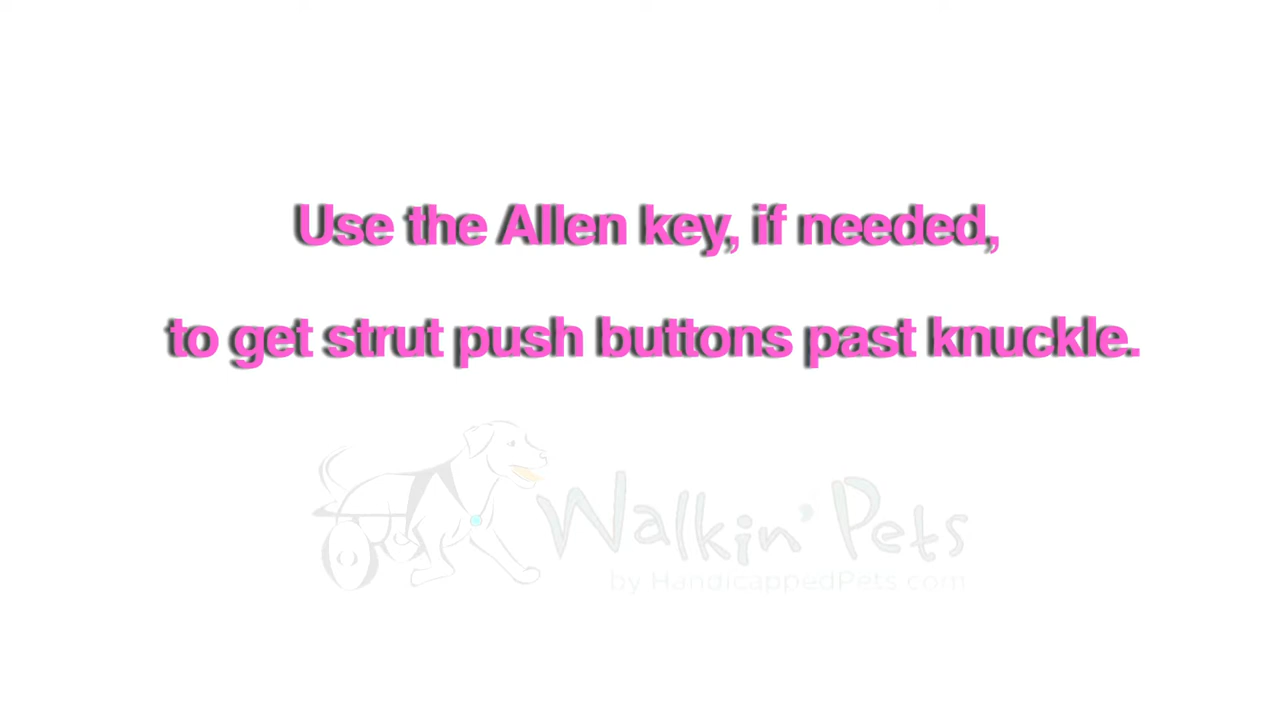 Use the Allen key, if needed,
to get strut push buttons past knuckle.
Walkin' Pets
by HandicappedPets.com